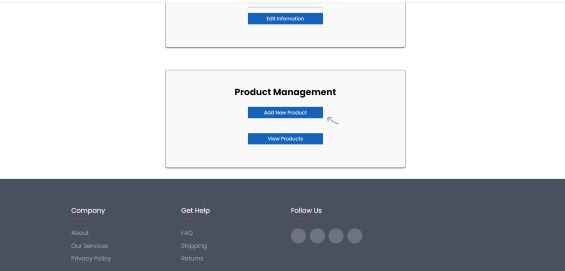 Edit Infomation
Product Management
Add New Product
View Products
Company
Get Help
Follow Us
About
FAQ
Our Services
Shipping
Privacy Policy
Returns